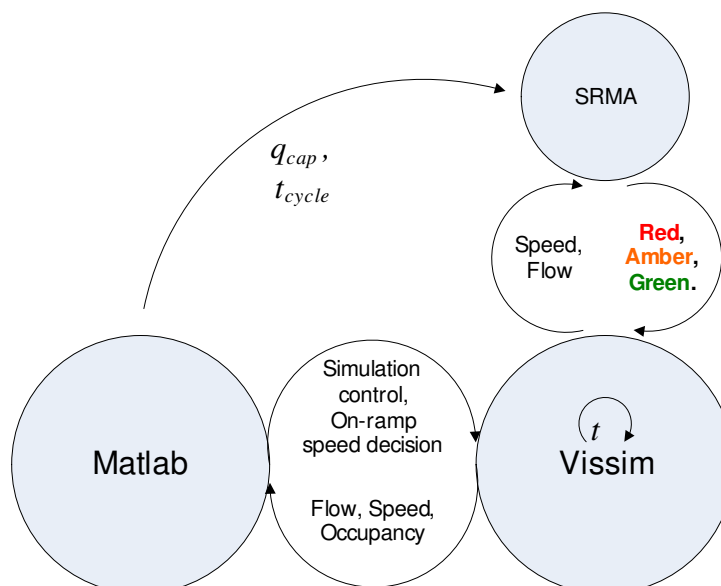 SRMA
q_cap,
t_cycle
Speed,
Flow
Red,
Amber,
Green.
Simulation
control,
On-ramp
speed decision
Matlab
t
Vissim
Flow, Speed,
Occupancy